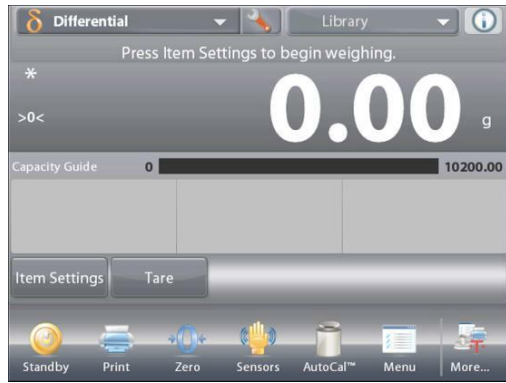 δ Differential
Library
Press Item Settings to begin weighing.
*
>0<
0.00 g
Capacity Guide 0 10200.00
Item Settings Tare
Standby Print Zero Sensors AutoCal™ Menu More...